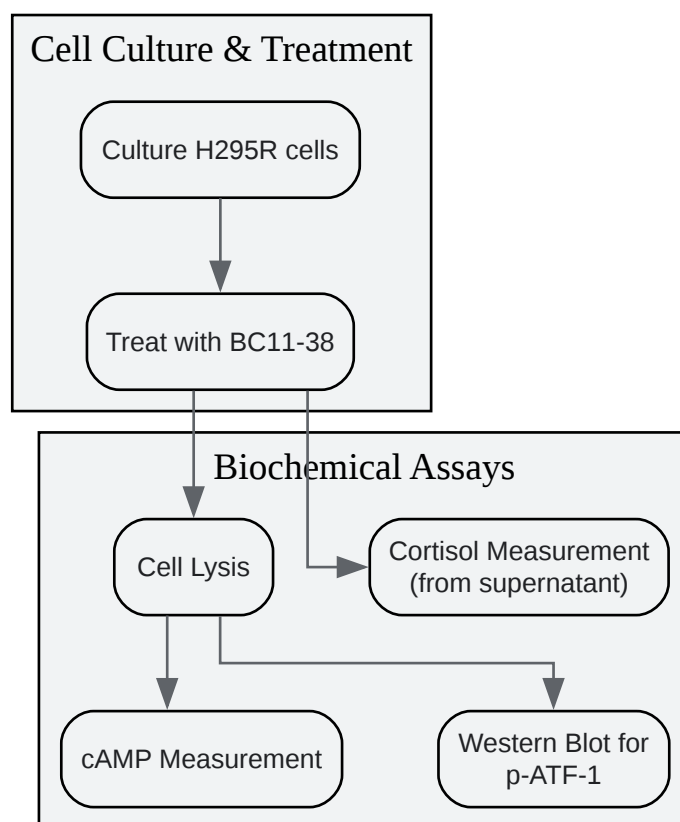 Cell Culture & Treatment
Culture H295R cells
Treat with BC11-38
Biochemical Assays
Cell Lysis
Cortisol Measurement
(from supernatant)
cAMP Measurement
Western Blot for
p-ATF-1